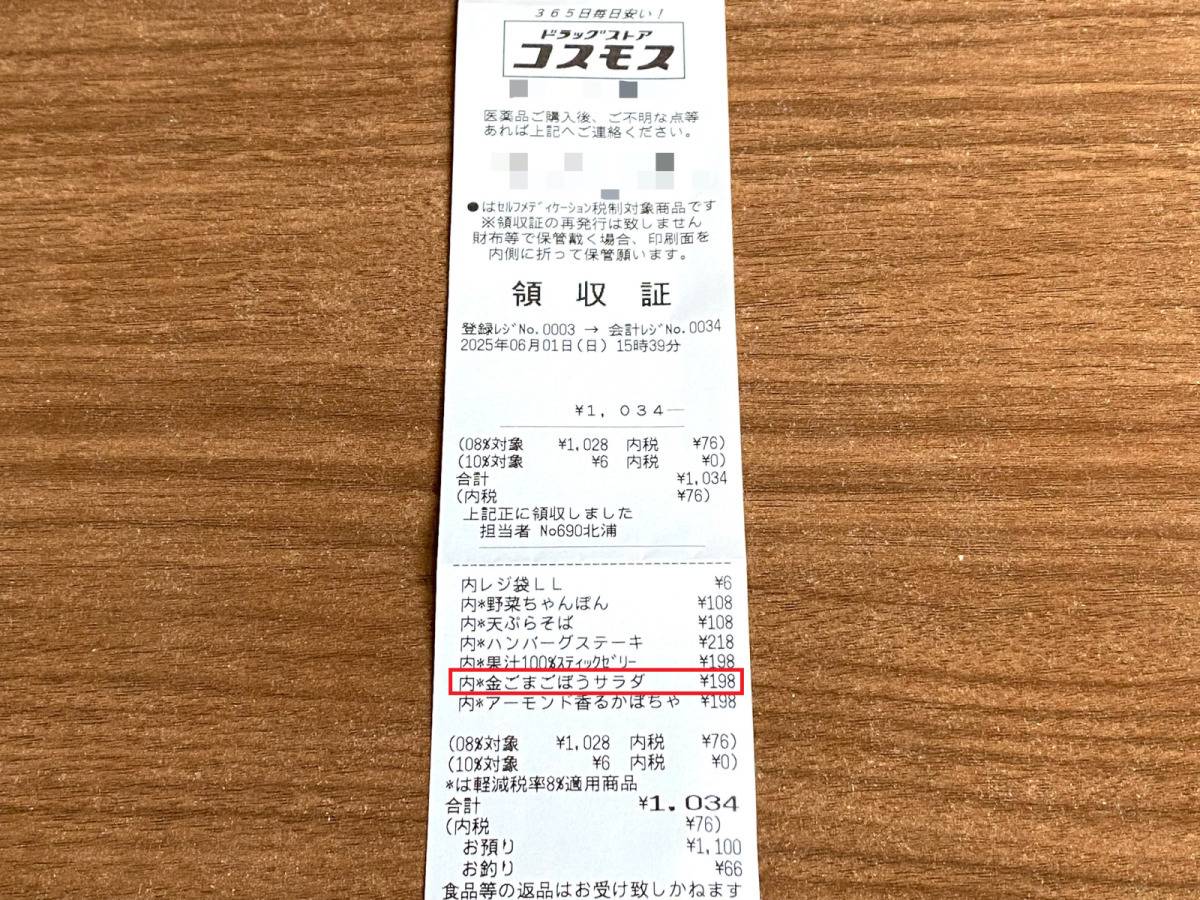 365日毎日安い!
ドラッグストア
コスモス
医薬品ご購入後、ご不明な点等
あれば上記へご連絡ください。
●はｾﾙﾌﾒﾃﾞｨｹｰｼｮﾝ税制対象商品です
※領収証の再発行は致しません
財布等で保管戴く場合、印刷面を
内側に折って保管願います。
領収証
登録ﾚｼﾞNo.0003 → 会計ﾚｼﾞNo.0034
2025年06月01日(日) 15時39分
¥1,034―
(08%対象 ¥1,028 内税 ¥76)
(10%対象 ¥6 内税 ¥0)
合計 ¥1,034
(内税 ¥76)
上記正に領収しました
担当者 No690北浦
内レジ袋LL ¥6
内*野菜ちゃんぽん ¥108
内*天ぷらそば ¥108
内*ハンバーグステーキ ¥218
内*果汁100%ｽﾃｨｯｸｾﾞﾘｰ ¥198
内*金ごまごぼうサラダ ¥198
内*アーモンド香るかぼちゃ ¥198
(08%対象 ¥1,028 内税 ¥76)
(10%対象 ¥6 内税 ¥0)
*は軽減税率8%適用商品
合計 ¥1,034
(内税 ¥76)
お預り ¥1,100
お釣り ¥66
食品等の返品はお受け致しかねます